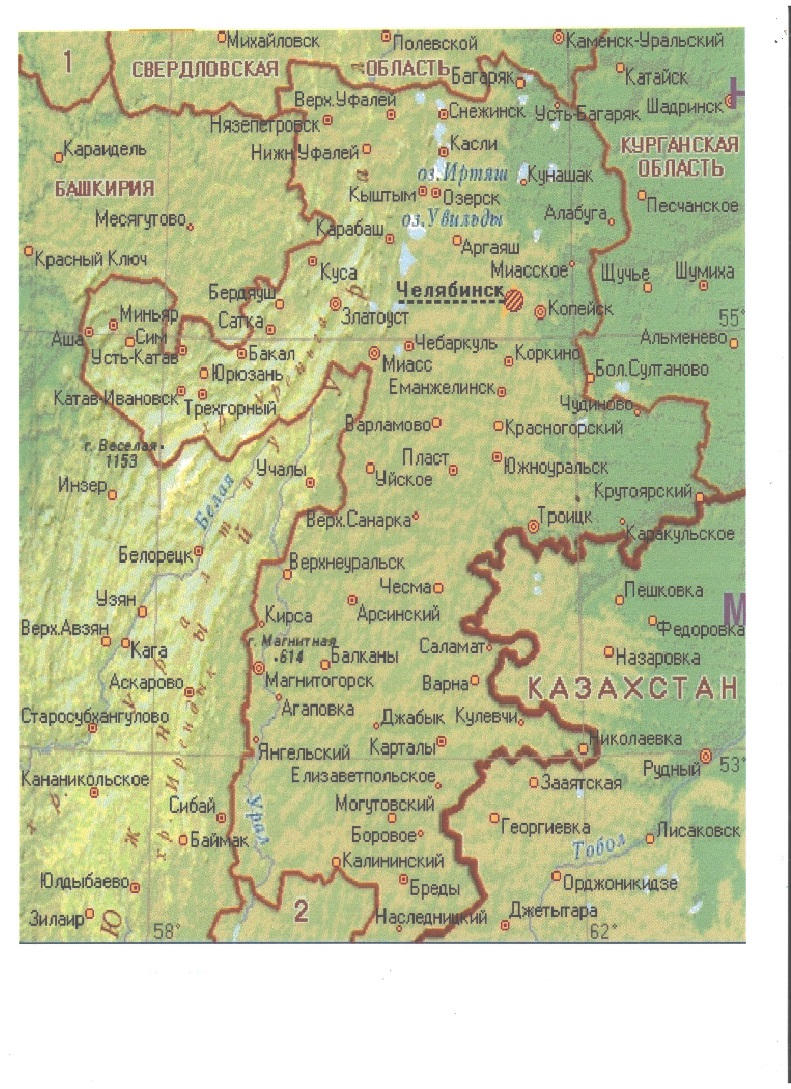 Михайловск
Полевской
Каменск-Уральский
1
СВЕРДЛОВСКАЯ
ОБЛАСТЬ
Багаряк
Катайск
Верх.Уфалей
Снежинск
Усть-Багаряк
Шадринск
Н
Нязепетровск
Караидель
Нижн.Уфалей
Касли
КУРГАНСКАЯ
ОБЛАСТЬ
БАШКИРИЯ
оз.Иртяш
Кунашак
Кыштым
Озерск
Песчанское
Месягутово
оз.Увильды
Алабуга
Карабаш
Аргаяш
Красный Ключ
Куса
Миасское
Щучье
Шумиха
Бердяуш
Челябинск
Миньяр
Сатка
Златоуст
Копейск
55°
Аша
Сим
Усть-Катав
Бакал
Чебаркуль
Альменево
Миасс
Коркино
Юрюзань
Бол.Султаново
Катав-Ивановск
Трехгорный
Еманжелинск
Чудиново
Варламово
Красногорский
г. Веселая
1153
Учалы
Пласт
Уйское
Южноуральск
Инзер
Белая
Крутоярский
Верх.Санарка
Троицк
Каракульское
Белорецк
Верхнеуральск
Чесма
Пешковка
Узян
Арсинский
М
Верх.Авзян
Кирса
Федоровка
Кага
г. Магнитная
614
Балканы
Саламат
Назаровка
Аскарово
Магнитогорск
Варна
КАЗАХСТАН
Агаповка
Старосубхангулово
Джабык
Кулевчи
Янгельский
Карталы
Николаевка
53°
Рудный
Кананикольское
Елизаветпольское
Заятская
Сибай
Могутовский
Урал
Георгиевка
Баймак
Боровое
Лисаковск
Тобол
Калининский
Юлдыбаево
Бреды
Орджоникидзе
2
Зилаир
Наследницкий
Джетыгара
58°
62°
хр. Ирендык